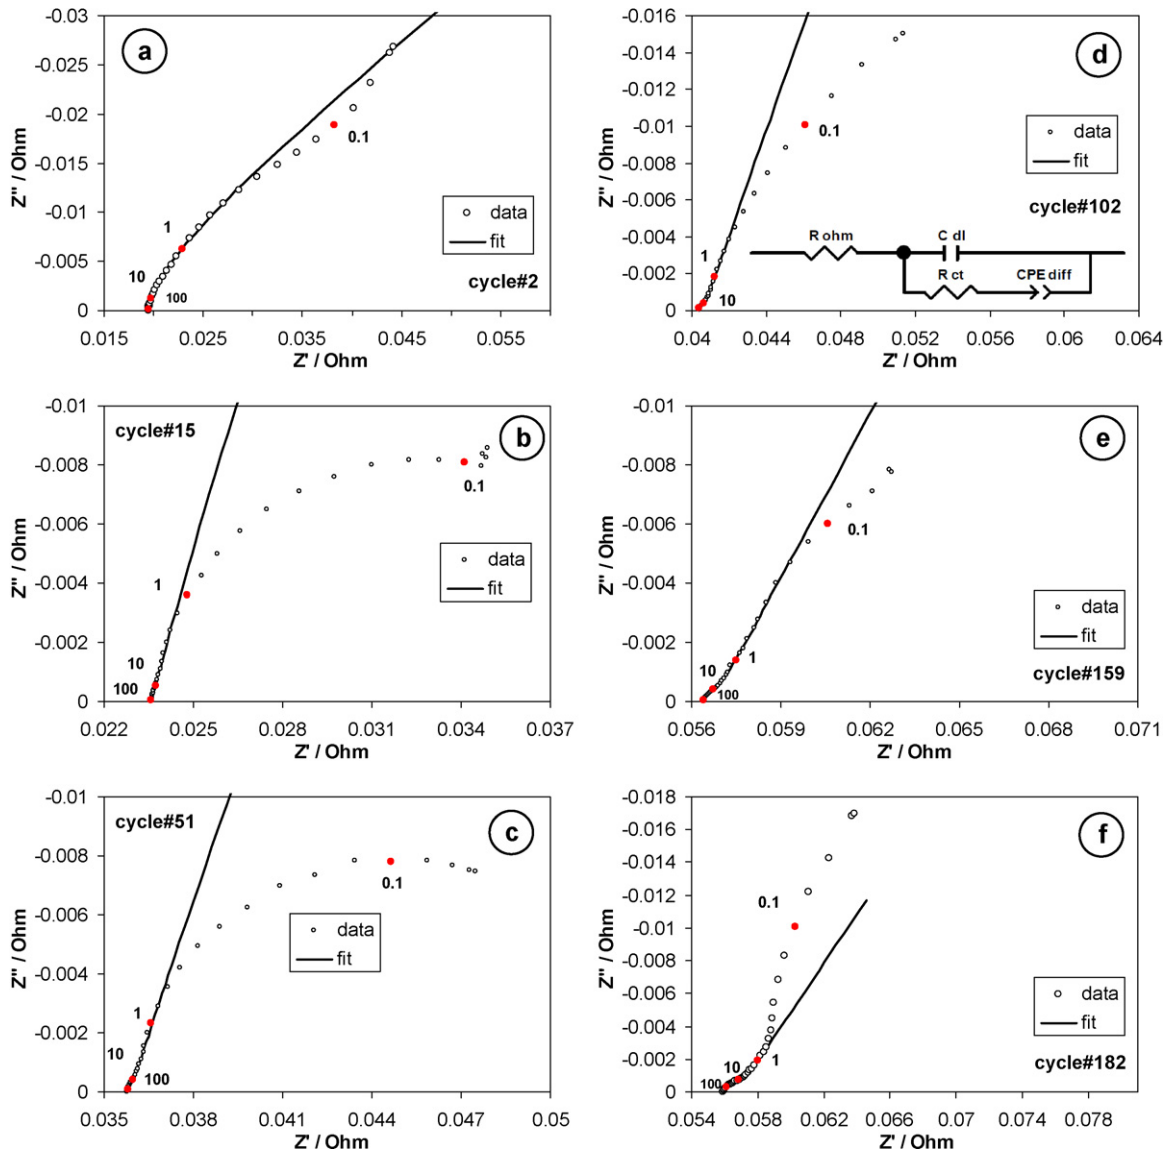 -0.03
-0.025
-0.02
-0.015
-0.01
-0.005
0
Z'' / Ohm
a
0.1
1
10
100
data
fit
cycle#2
0.015 0.025 0.035 0.045 0.055
Z' / Ohm
-0.016
-0.014
-0.012
-0.01
-0.008
-0.006
-0.004
-0.002
0
Z'' / Ohm
d
0.1
data
fit
cycle#102
R ohm
C dl
R ct
CPE diff
1
10
0.04 0.044 0.048 0.052 0.056 0.06 0.064
Z' / Ohm
-0.01
-0.008
-0.006
-0.004
-0.002
0
Z'' / Ohm
cycle#15
b
0.1
1
10
100
data
fit
0.022 0.025 0.028 0.031 0.034 0.037
Z' / Ohm
-0.01
-0.008
-0.006
-0.004
-0.002
0
Z'' / Ohm
e
0.1
data
fit
1
10
100
cycle#159
0.056 0.059 0.062 0.065 0.068 0.071
Z' / Ohm
-0.01
-0.008
-0.006
-0.004
-0.002
0
Z'' / Ohm
cycle#51
c
0.1
data
fit
1
10
100
0.035 0.038 0.041 0.044 0.047 0.05
Z' / Ohm
-0.018
-0.016
-0.014
-0.012
-0.01
-0.008
-0.006
-0.004
-0.002
0
Z'' / Ohm
f
0.1
data
fit
1
10
100
cycle#182
0.054 0.058 0.062 0.066 0.07 0.074 0.078
Z' / Ohm